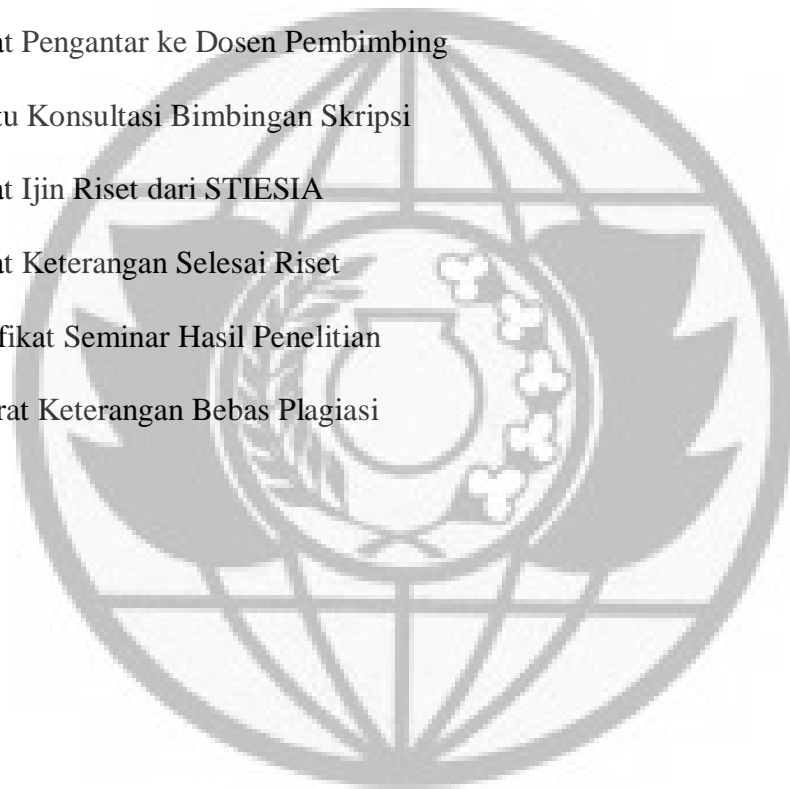 at Pengantar ke Dosen Pembimbing
tu Konsultasi Bimbingan Skripsi
at Ijin Riset dari STIESIA
at Keterangan Selesai Riset
fikat Seminar Hasil Penelitian
rat Keterangan Bebas Plagiasi